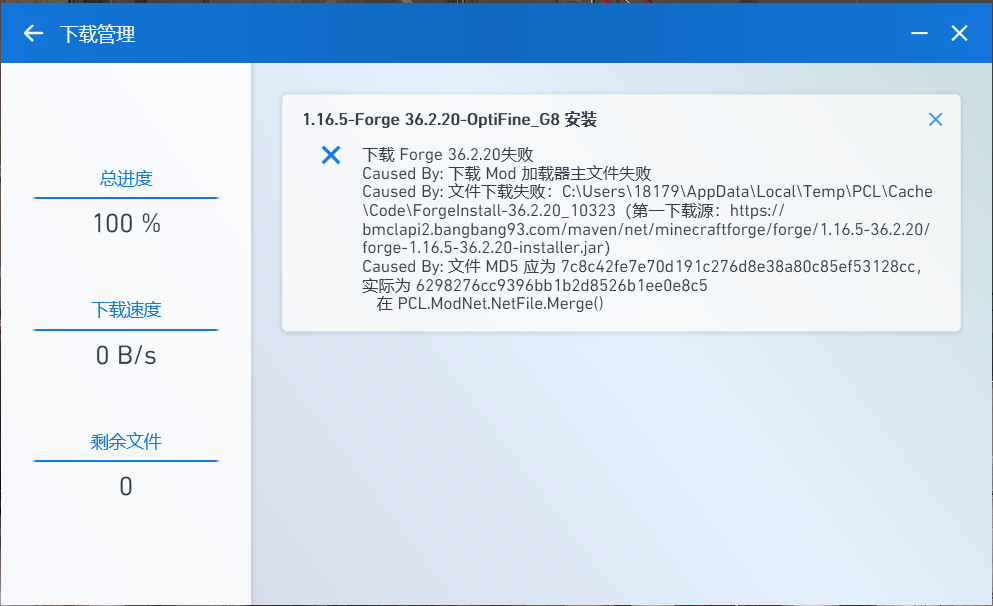 下载管理
总进度
100 %
下载速度
0 B/s
剩余文件
0
1.16.5-Forge 36.2.20-OptiFine_G8 安装
下载 Forge 36.2.20失败
Caused By: 下载 Mod 加载器主文件失败
Caused By: 文件下载失败：C:\Users\18179\AppData\Local\Temp\PCL\Cache
\Code\ForgeInstall-36.2.20_10323（第一下载源：https://
bmclapi2.bangbang93.com/maven/net/minecraftforge/forge/1.16.5-36.2.20/
forge-1.16.5-36.2.20-installer.jar）
Caused By: 文件 MD5 应为 7c8c42fe7e70d191c276d8e38a80c85ef53128cc，
实际为 6298276cc9396bb1b2d8526b1ee0e8c5
在 PCL.ModNet.NetFile.Merge()